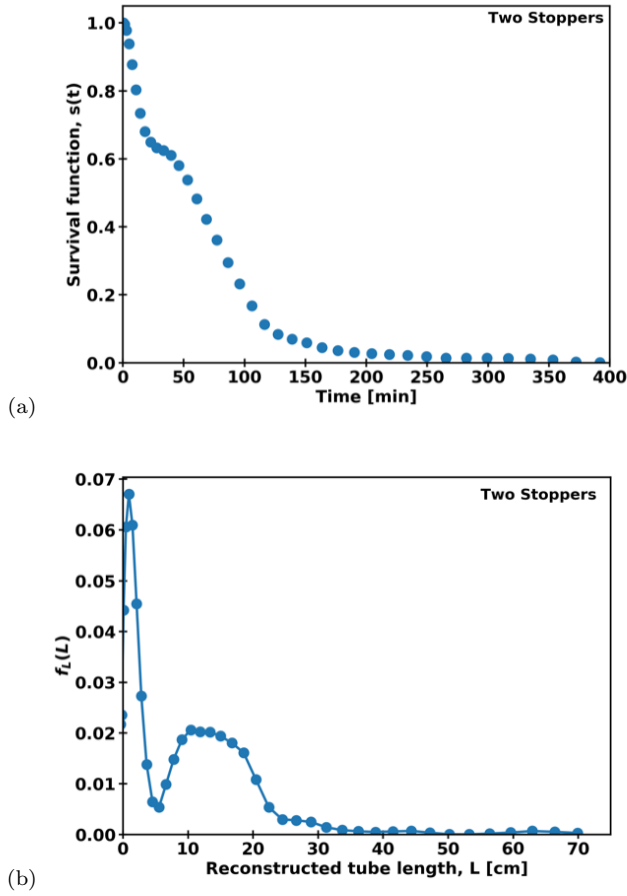 Two Stoppers
1.0
0.8
0.6
0.4
0.2
0.0
Survival function, s(t)
0 50 100 150 200 250 300 350 400
Time [min]
(a)
0.07
Two Stoppers
0.06
0.05
0.04
0.03
0.02
0.01
0.00
f_L(L)
0 10 20 30 40 50 60 70
Reconstructed tube length, L [cm]
(b)